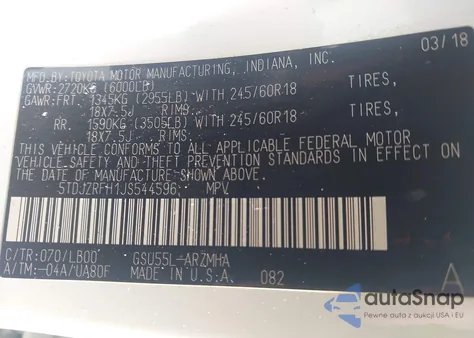 03/18
MFD.BY:TOYOTA MOTOR MANUFACTURING, INDIANA, INC.
GVWR: 2720KG (6000LB)
GAWR:FRT. 1345KG (2955LB) WITH 245/60R18 TIRES,
18X7.5J RIMS.
RR. 1590KG (3505LB) WITH 245/60R18 TIRES,
18X7.5J RIMS.
THIS VEHICLE CONFORMS TO ALL APPLICABLE FEDERAL MOTOR
VEHICLE SAFETY AND THEFT PREVENTION STANDARDS IN EFFECT ON
THE DATE OF MANUFACTURE SHOWN ABOVE.
5TDJZRFH1JS544596 MPV
C/TR:070/LB00 GSU55L-ARZMHA
A/TM:-04A/UA80F MADE IN U.S.A. 082 A
autoSnap
Pewne auta z dostawą z USA i EU